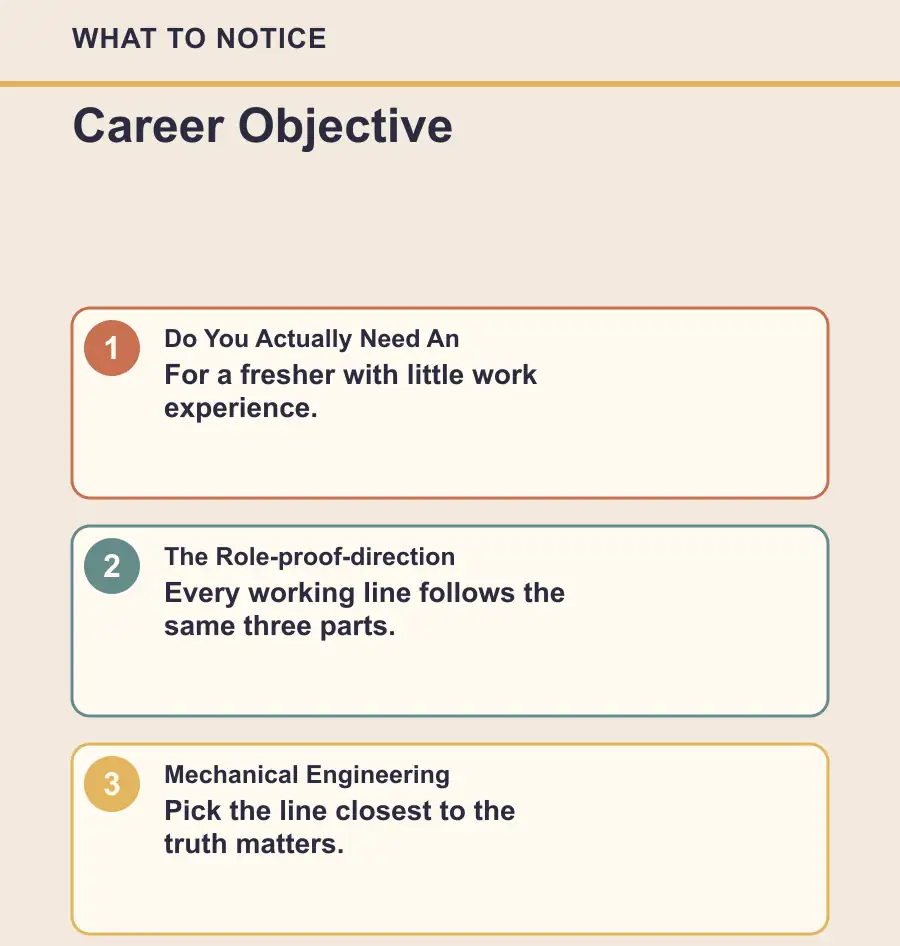 WHAT TO NOTICE
Career Objective
1
Do You Actually Need An
For a fresher with little work
experience.
2
The Role-proof-direction
Every working line follows the
same three parts.
3
Mechanical Engineering
Pick the line closest to the
truth matters.